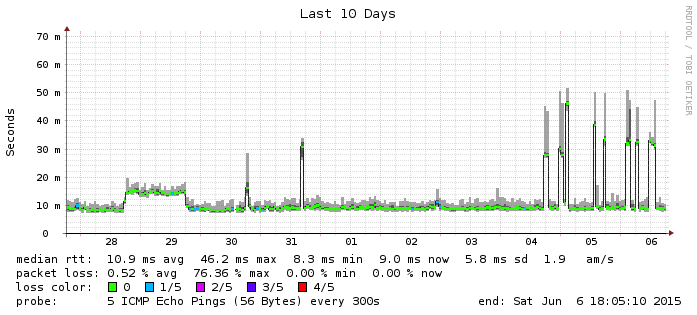 Last 10 Days
RRDTOOL / TOBI OETIKER
Seconds
70 m
60 m
50 m
40 m
30 m
20 m
10 m
0
28 29 30 31 01 02 03 04 05 06
median rtt: 10.9 ms avg 46.2 ms max 8.3 ms min 9.0 ms now 5.8 ms sd 1.9 am/s
packet loss: 0.52 % avg 76.36 % max 0.00 % min 0.00 % now
loss color: 0 1/5 2/5 3/5 4/5
probe: 5 ICMP Echo Pings (56 Bytes) every 300s end: Sat Jun 6 18:05:10 2015